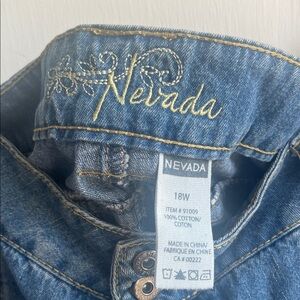 Nevada
NEVADA
18W
ITEM # 91009
100% COTTON/
COTON
MADE IN CHINA/
FABRIQUE EN CHINE
CA # 00222